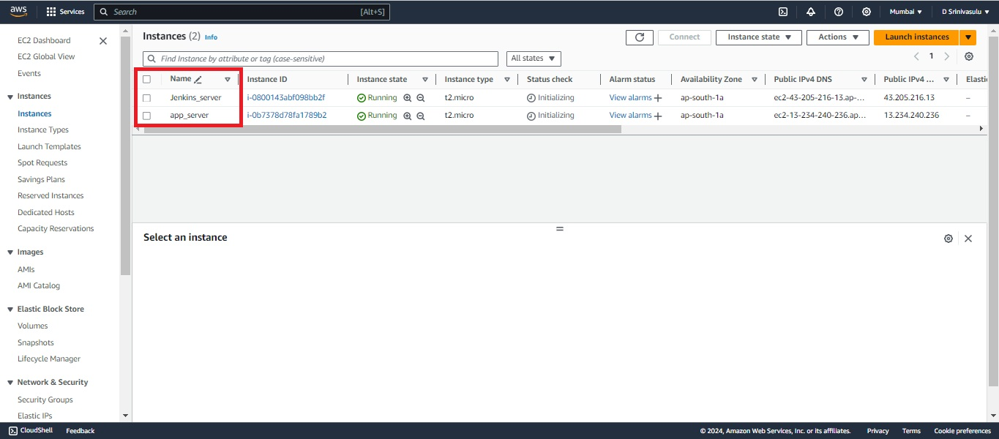 aws Services Search [Alt+S] Mumbai D Srinivasulu
EC2 Dashboard
EC2 Global View
Events
Instances
Instances
Instance Types
Launch Templates
Spot Requests
Savings Plans
Reserved Instances
Dedicated Hosts
Capacity Reservations
Images
AMIs
AMI Catalog
Elastic Block Store
Volumes
Snapshots
Lifecycle Manager
Network & Security
Security Groups
Elastic IPs
Instances (2) Info Connect Instance state Actions Launch instances
Find Instance by attribute or tag (case-sensitive) All states 1
Name Instance ID Instance state Instance type Status check Alarm status Availability Zone Public IPv4 DNS Public IPv4 ... Elastic
Jenkins_server i-0800143abf098bb2f Running t2.micro Initializing View alarms + ap-south-1a ec2-43-205-216-13.ap-... 43.205.216.13 –
app_server i-0b7378d78fa1789b2 Running t2.micro Initializing View alarms + ap-south-1a ec2-13-234-240-236.ap... 13.234.240.236 –
Select an instance
CloudShell Feedback © 2024, Amazon Web Services, Inc. or its affiliates. Privacy Terms Cookie preferences